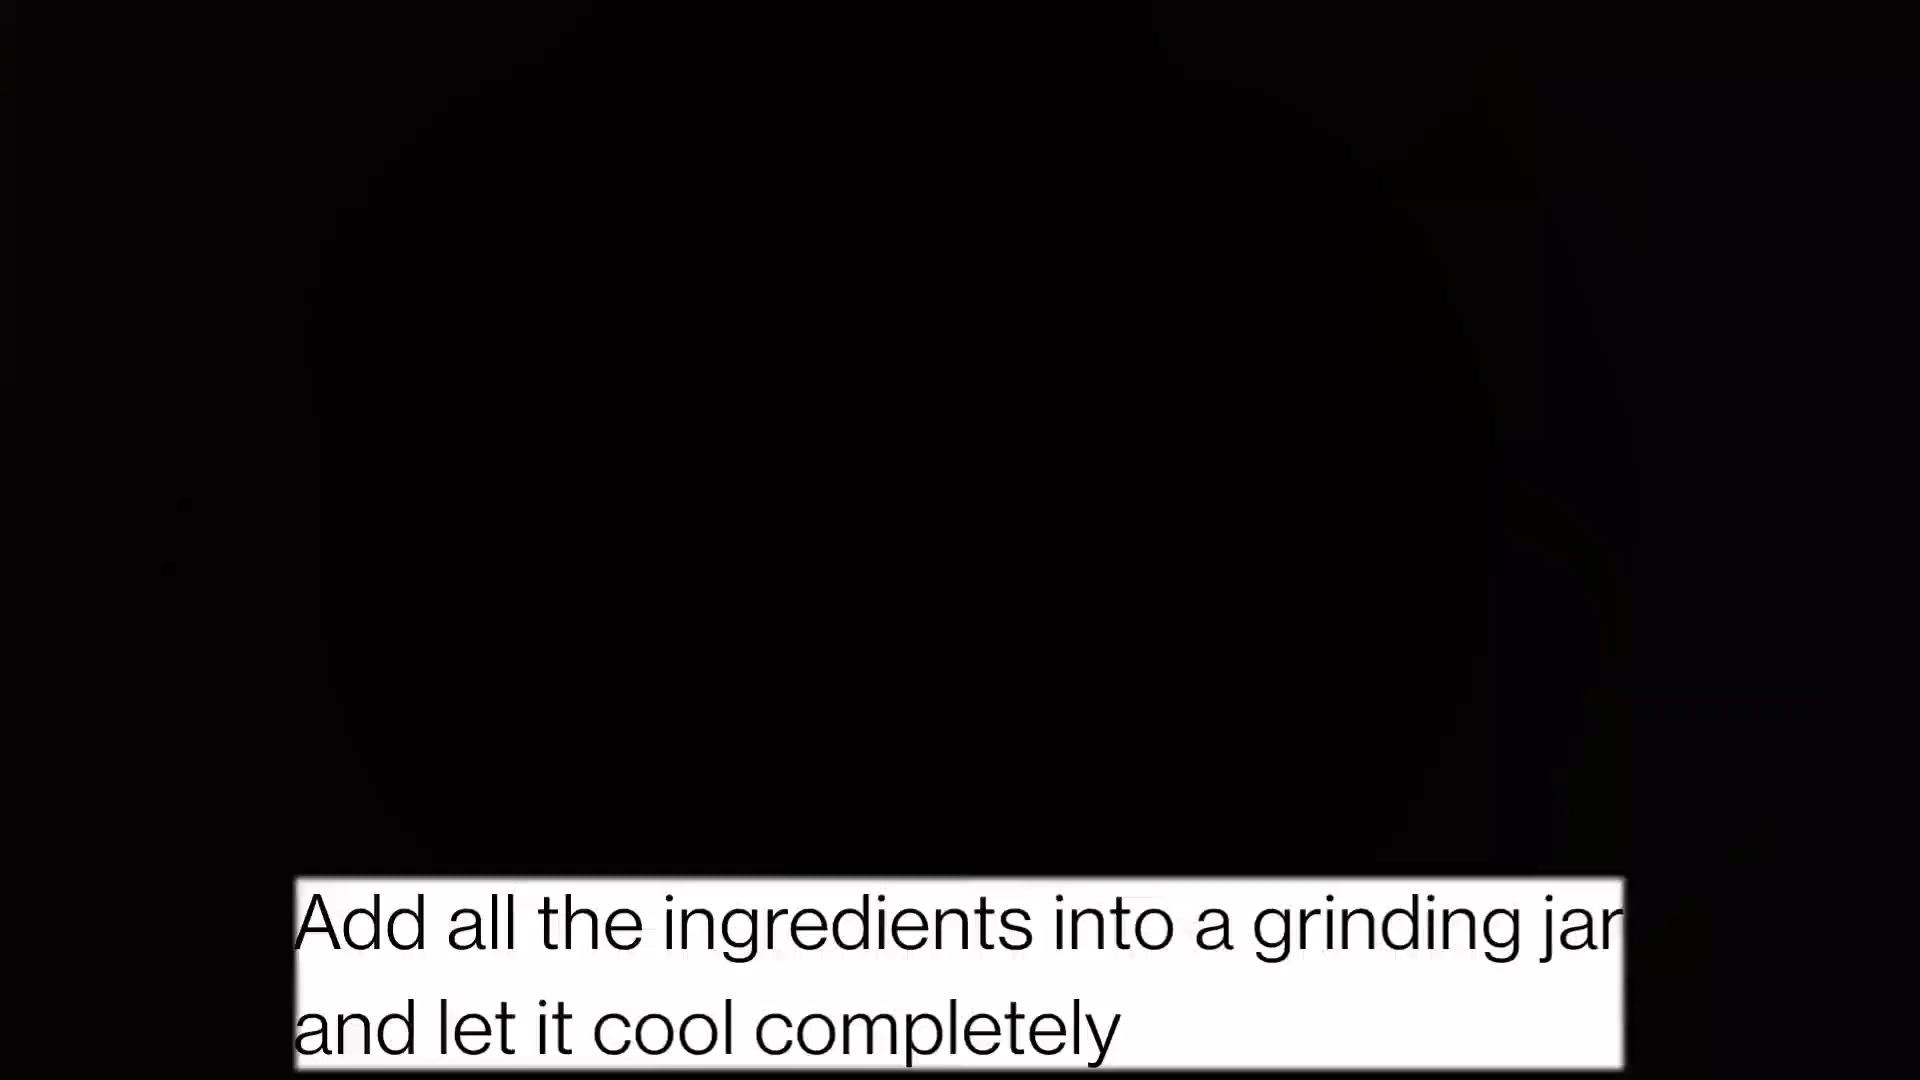 Add all the ingredients into a grinding jar
and let it cool completely